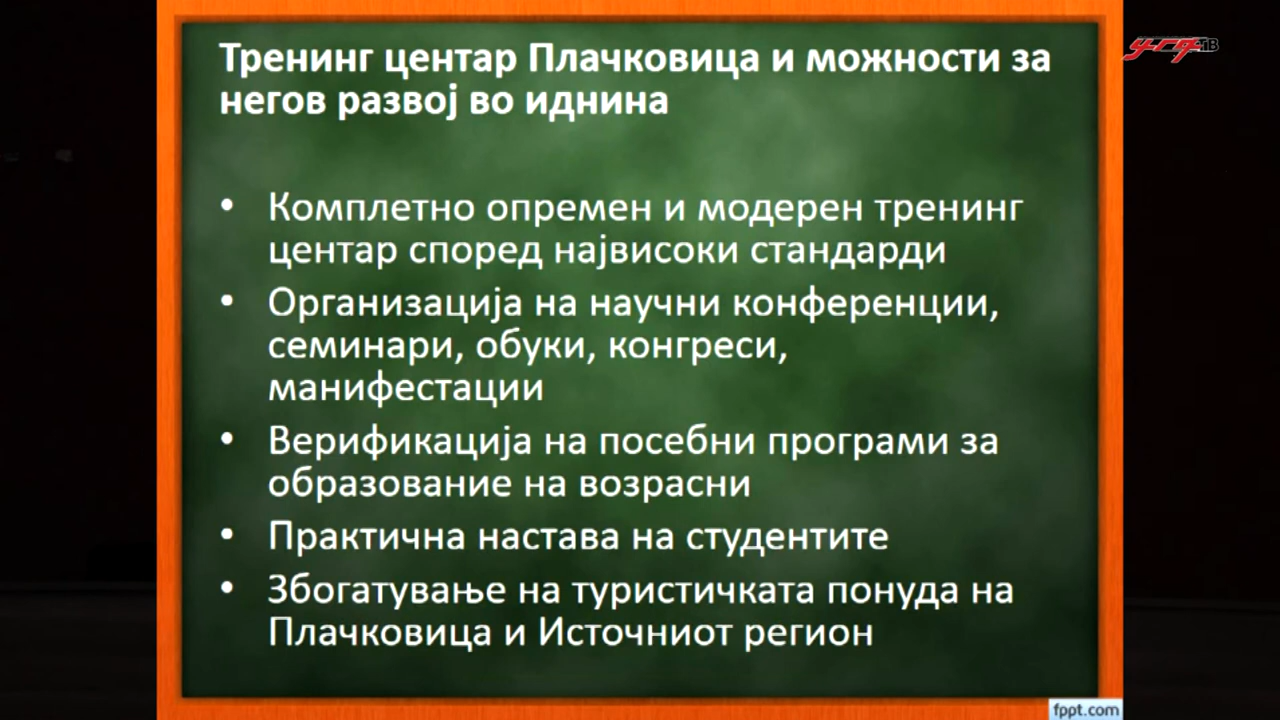 угдтв
Тренинг центар Плачковица и можности за
негов развој во иднина
• Комплетно опремен и модерен тренинг
центар според највисоки стандарди
• Организација на научни конференции,
семинари, обуки, конгреси,
манифестации
• Верификација на посебни програми за
образование на возрасни
• Практична настава на студентите
• Збогатување на туристичката понуда на
Плачковица и Источниот регион
fppt.com